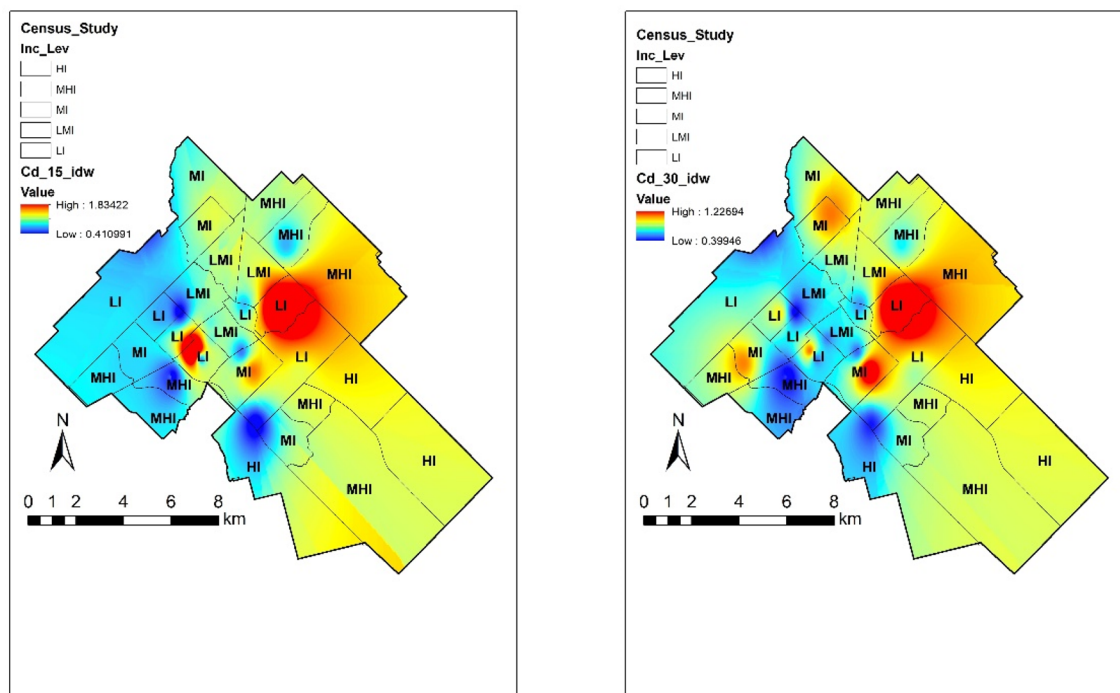 Census_Study
Inc_Lev
HI
MHI
MI
LMI
LI
Cd_15_idw
Value
High : 1.83422
Low : 0.410991
MI
MHI
MI
MHI
LMI
LMI
MHI
LI
LMI
LI
LI
LI
LMI
LI
MI
LI
LI
MHI
MHI
MI
HI
MHI
MHI
MI
HI
HI
MHI
N
0 2 4 6 8
km
Census_Study
Inc_Lev
HI
MHI
MI
LMI
LI
Cd_30_idw
Value
High : 1.22694
Low : 0.39946
MI
MHI
MI
MHI
LMI
LMI
MHI
LI
LMI
LI
LI
LI
LMI
LI
MI
LI
LI
MHI
MHI
MI
HI
MHI
MHI
MI
HI
HI
MHI
N
0 2 4 6 8
km